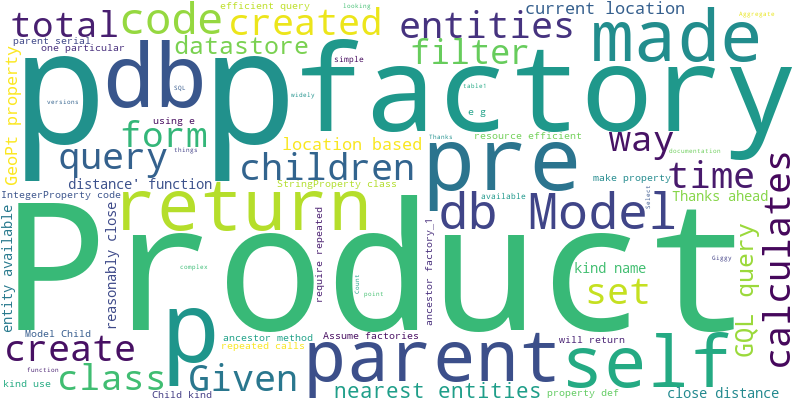 total
code
created
entities
efficient query
looking
current location
Aggregate
parent serial
one particular
datastore
filter
made
p
db
pfactory
SQL
versions
simple
widely
table1
e g
GeoPt property
using e
form
location based
Thanks
resource efficient
way
documentation
query
things
children
pre
make property
time
distance' function
StringProperty class
available
Select
Thanks ahead
IntegerProperty code
return
db Model
calculates
entity available
reasonably close
require repeated
ancestor factory_1
Product
complex
Count
point
kind name
Giggy
GQL query
set
p
Model Child
ancestor method
Assume factories
will return
create
repeated calls
parent
self
function
kind use
class
Given
nearest entities
property def
close distance
Child kind